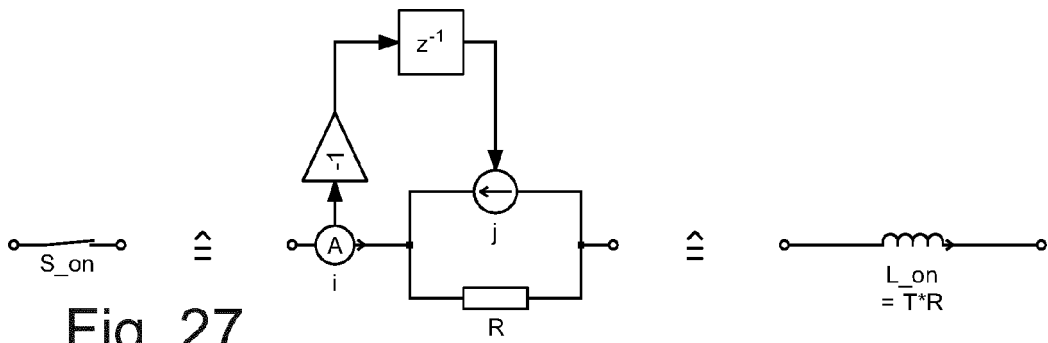 z⁻¹
-1
A
i
j
R
S_on
≙
≙
L_on
= T*R
Fig. 27